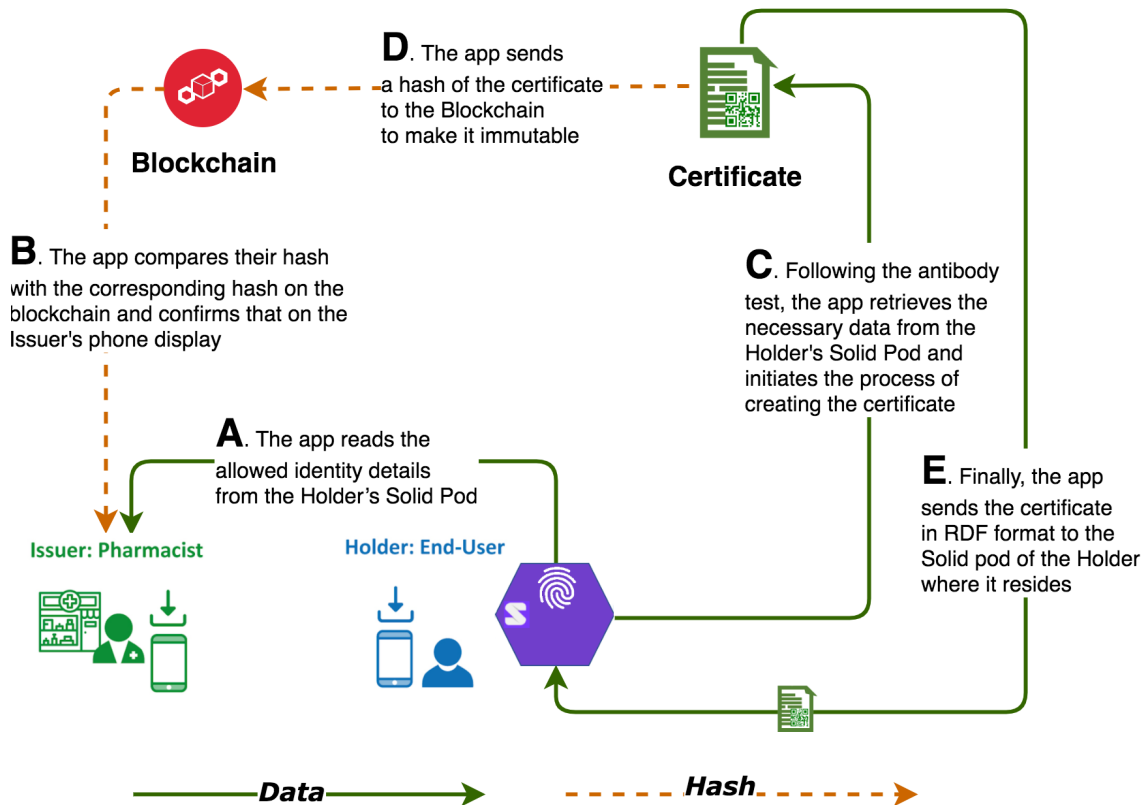 D. The app sends
a hash of the certificate
to the Blockchain
to make it immutable
Blockchain
Certificate
B. The app compares their hash
with the corresponding hash on the
blockchain and confirms that on the
Issuer's phone display
C. Following the antibody
test, the app retrieves the
necessary data from the
Holder's Solid Pod and
initiates the process of
creating the certificate
A. The app reads the
allowed identity details
from the Holder’s Solid Pod
E. Finally, the app
sends the certificate
in RDF format to the
Solid pod of the Holder
where it resides
Issuer: Pharmacist
Holder: End-User
Data
Hash